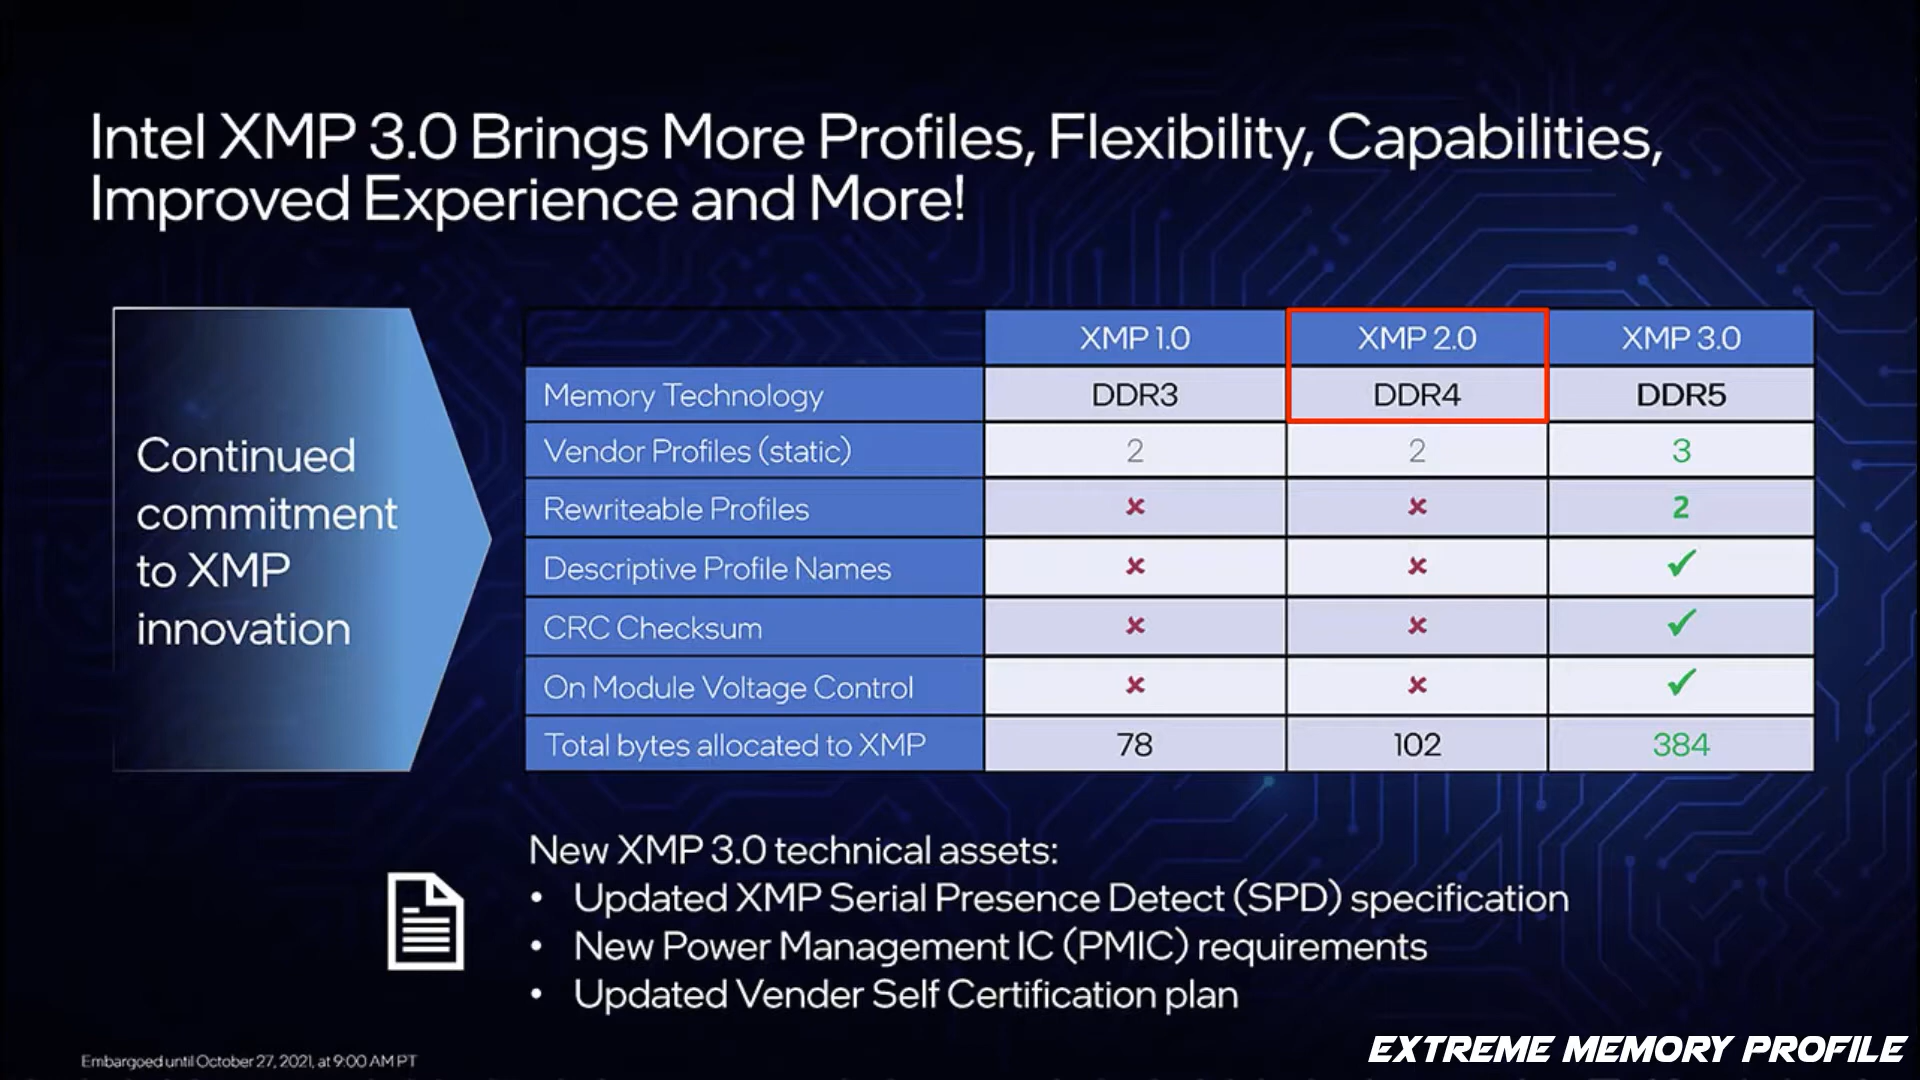 Intel XMP 3.0 Brings More Profiles, Flexibility, Capabilities,
Improved Experience and More!
Continued
commitment
to XMP
innovation
XMP 1.0 XMP 2.0 XMP 3.0
Memory Technology DDR3 DDR4 DDR5
Vendor Profiles (static) 2 2 3
Rewriteable Profiles ✘ ✘ 2
Descriptive Profile Names ✘ ✘ ✓
CRC Checksum ✘ ✘ ✓
On Module Voltage Control ✘ ✘ ✓
Total bytes allocated to XMP 78 102 384
New XMP 3.0 technical assets:
• Updated XMP Serial Presence Detect (SPD) specification
• New Power Management IC (PMIC) requirements
• Updated Vender Self Certification plan
Embargoed until October 27, 2021, at 9:00 AM PT
EXTREME MEMORY PROFILE